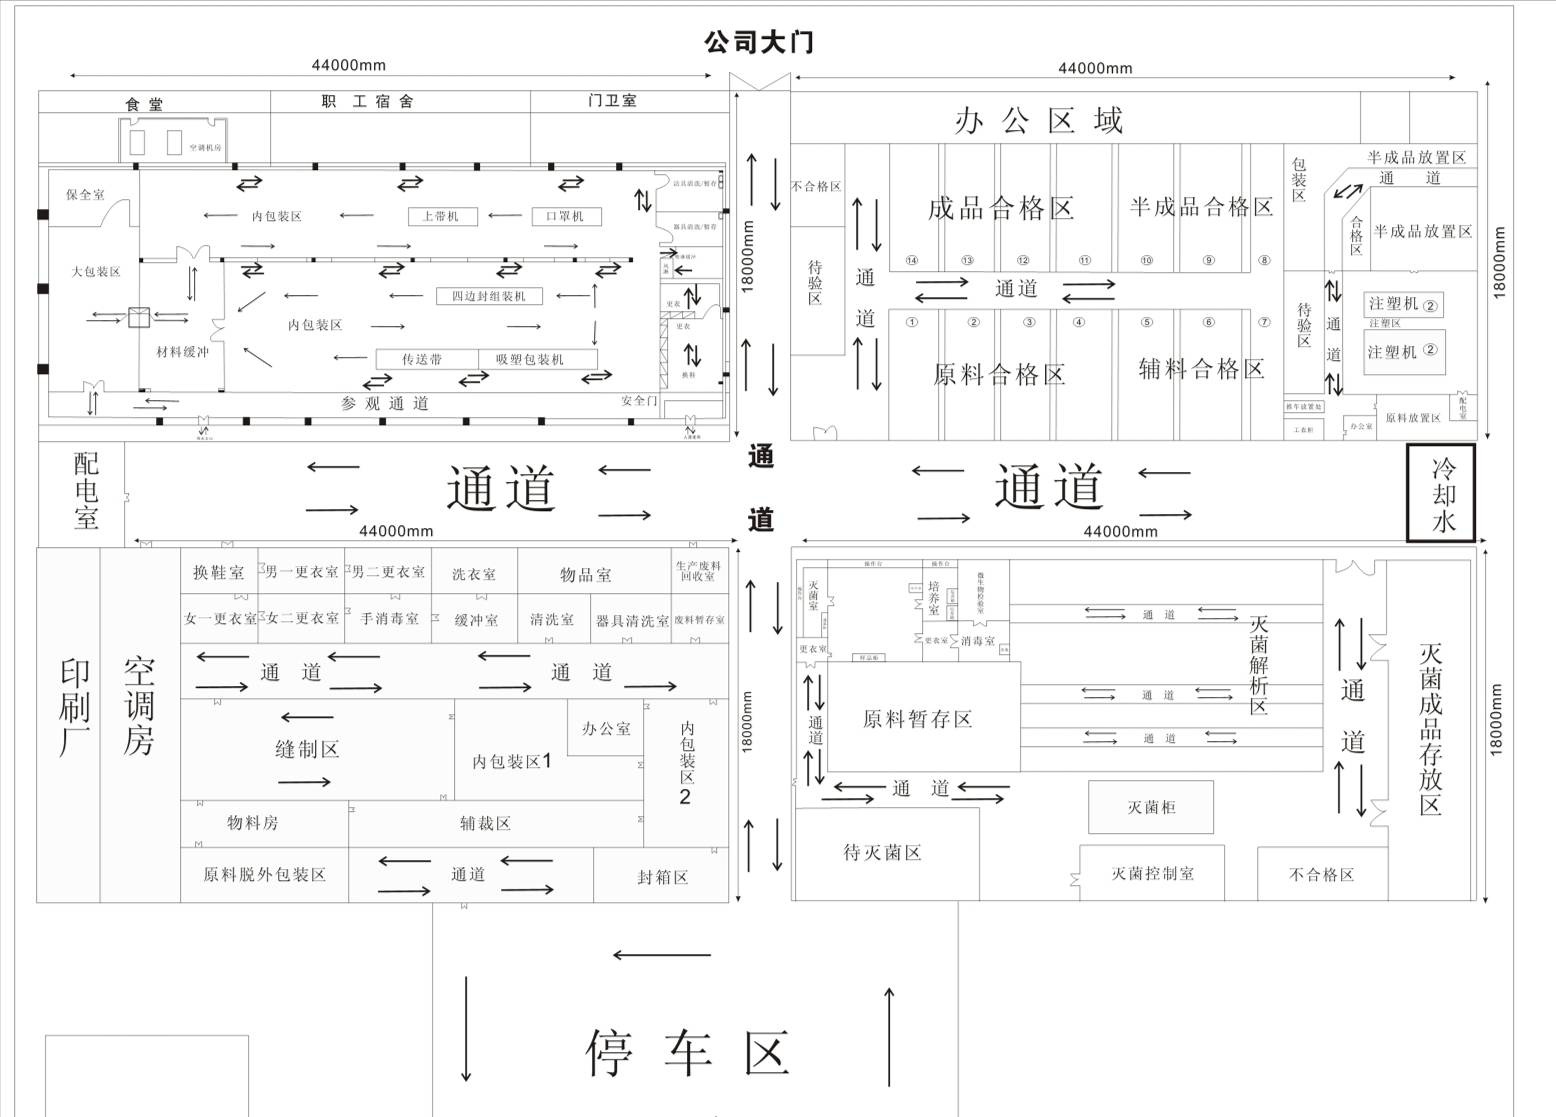 公司大门
44000mm
44000mm
食堂
职工宿舍
门卫室
办公区域
空调机房
保全室
洁具清洗/暂存
内包装区
上带机
口罩机
器具清洗/暂存
大包装区
四边封组装机
更衣
内包装区
更衣
材料缓冲
传送带
吸塑包装机
换鞋
参观通道
安全门
18000mm
不合格区
成品合格区
半成品合格区
包装区
半成品放置区
通道
合格区
半成品放置区
18000mm
待验区
通道
⑭
⑬
⑫
⑪
⑩
⑨
⑧
通道
①
②
③
④
⑤
⑥
⑦
原料合格区
辅料合格区
待验区
通道
注塑机②
注塑区
注塑机②
推车放置处
工衣柜
办公室
原料放置区
配电室
配电室
通道
通道
通道
冷却水
44000mm
44000mm
印刷厂
空调房
换鞋室
男一更衣室
男二更衣室
洗衣室
物品室
生产废料
回收室
女一更衣室
女二更衣室
手消毒室
缓冲室
清洗室
器具清洗室
废料暂存室
通道
通道
缝制区
内包装区1
办公室
内包装区2
物料房
辅裁区
原料脱外包装区
通道
封箱区
18000mm
灭菌室
操作台
操作台
培养室
微生物检验室
更衣室
样品柜
更衣室
消毒室
通道
灭菌解析区
通道
通道
通道
通道
原料暂存区
通道
灭菌成品存放区
18000mm
灭菌柜
待灭菌区
灭菌控制室
不合格区
停车区